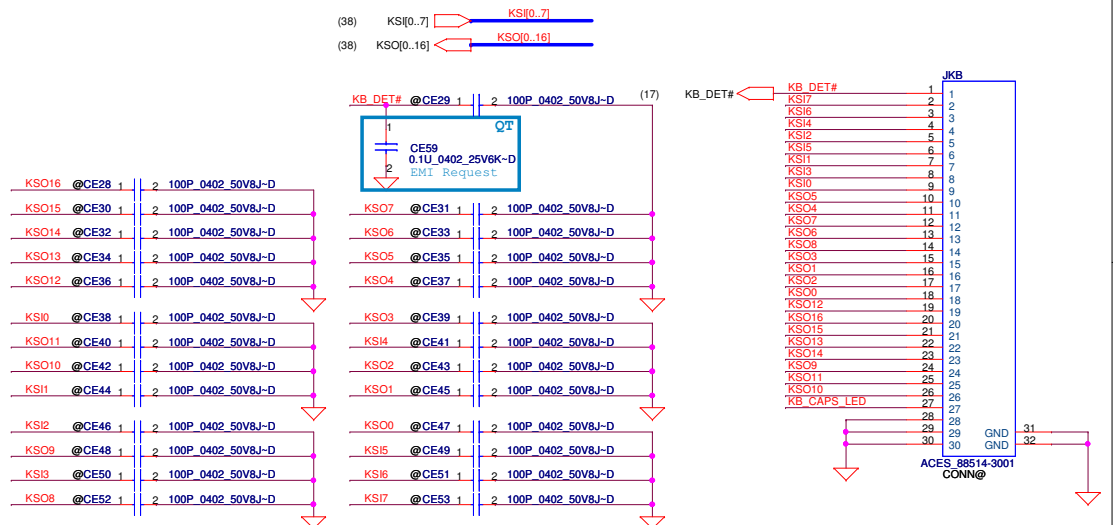 (38) KSI[0..7] KSI[0..7]
(38) KSO[0..16] KSO[0..16]
KB_DET# @CE29 1 2 100P_0402_50V8J~D
QT
1
CE59
0.1U_0402_25V6K~D
2
EMI Request
KSO16 @CE28 1 2 100P_0402_50V8J~D
KSO15 @CE30 1 2 100P_0402_50V8J~D
KSO14 @CE32 1 2 100P_0402_50V8J~D
KSO13 @CE34 1 2 100P_0402_50V8J~D
KSO12 @CE36 1 2 100P_0402_50V8J~D
KSO7 @CE31 1 2 100P_0402_50V8J~D
KSO6 @CE33 1 2 100P_0402_50V8J~D
KSO5 @CE35 1 2 100P_0402_50V8J~D
KSO4 @CE37 1 2 100P_0402_50V8J~D
KSI0 @CE38 1 2 100P_0402_50V8J~D
KSO11 @CE40 1 2 100P_0402_50V8J~D
KSO10 @CE42 1 2 100P_0402_50V8J~D
KSI1 @CE44 1 2 100P_0402_50V8J~D
KSO3 @CE39 1 2 100P_0402_50V8J~D
KSI4 @CE41 1 2 100P_0402_50V8J~D
KSO2 @CE43 1 2 100P_0402_50V8J~D
KSO1 @CE45 1 2 100P_0402_50V8J~D
KSI2 @CE46 1 2 100P_0402_50V8J~D
KSO9 @CE48 1 2 100P_0402_50V8J~D
KSI3 @CE50 1 2 100P_0402_50V8J~D
KSO8 @CE52 1 2 100P_0402_50V8J~D
KSO0 @CE47 1 2 100P_0402_50V8J~D
KSI5 @CE49 1 2 100P_0402_50V8J~D
KSI6 @CE51 1 2 100P_0402_50V8J~D
KSI7 @CE53 1 2 100P_0402_50V8J~D
JKB
(17) KB_DET# KB_DET# 1 1
KSI7 2 2
KSI6 3 3
KSI4 4 4
KSI2 5 5
KSI5 6 6
KSI1 7 7
KSI3 8 8
KSI0 9 9
KSO5 10 10
KSO4 11 11
KSO7 12 12
KSO6 13 13
KSO8 14 14
KSO3 15 15
KSO1 16 16
KSO2 17 17
KSO0 18 18
KSO12 19 19
KSO16 20 20
KSO15 21 21
KSO13 22 22
KSO14 23 23
KSO9 24 24
KSO11 25 25
KSO10 26 26
KB_CAPS_LED 27 27
28 28
29 29 GND 31
30 30 GND 32
ACES_88514-3001
CONN@